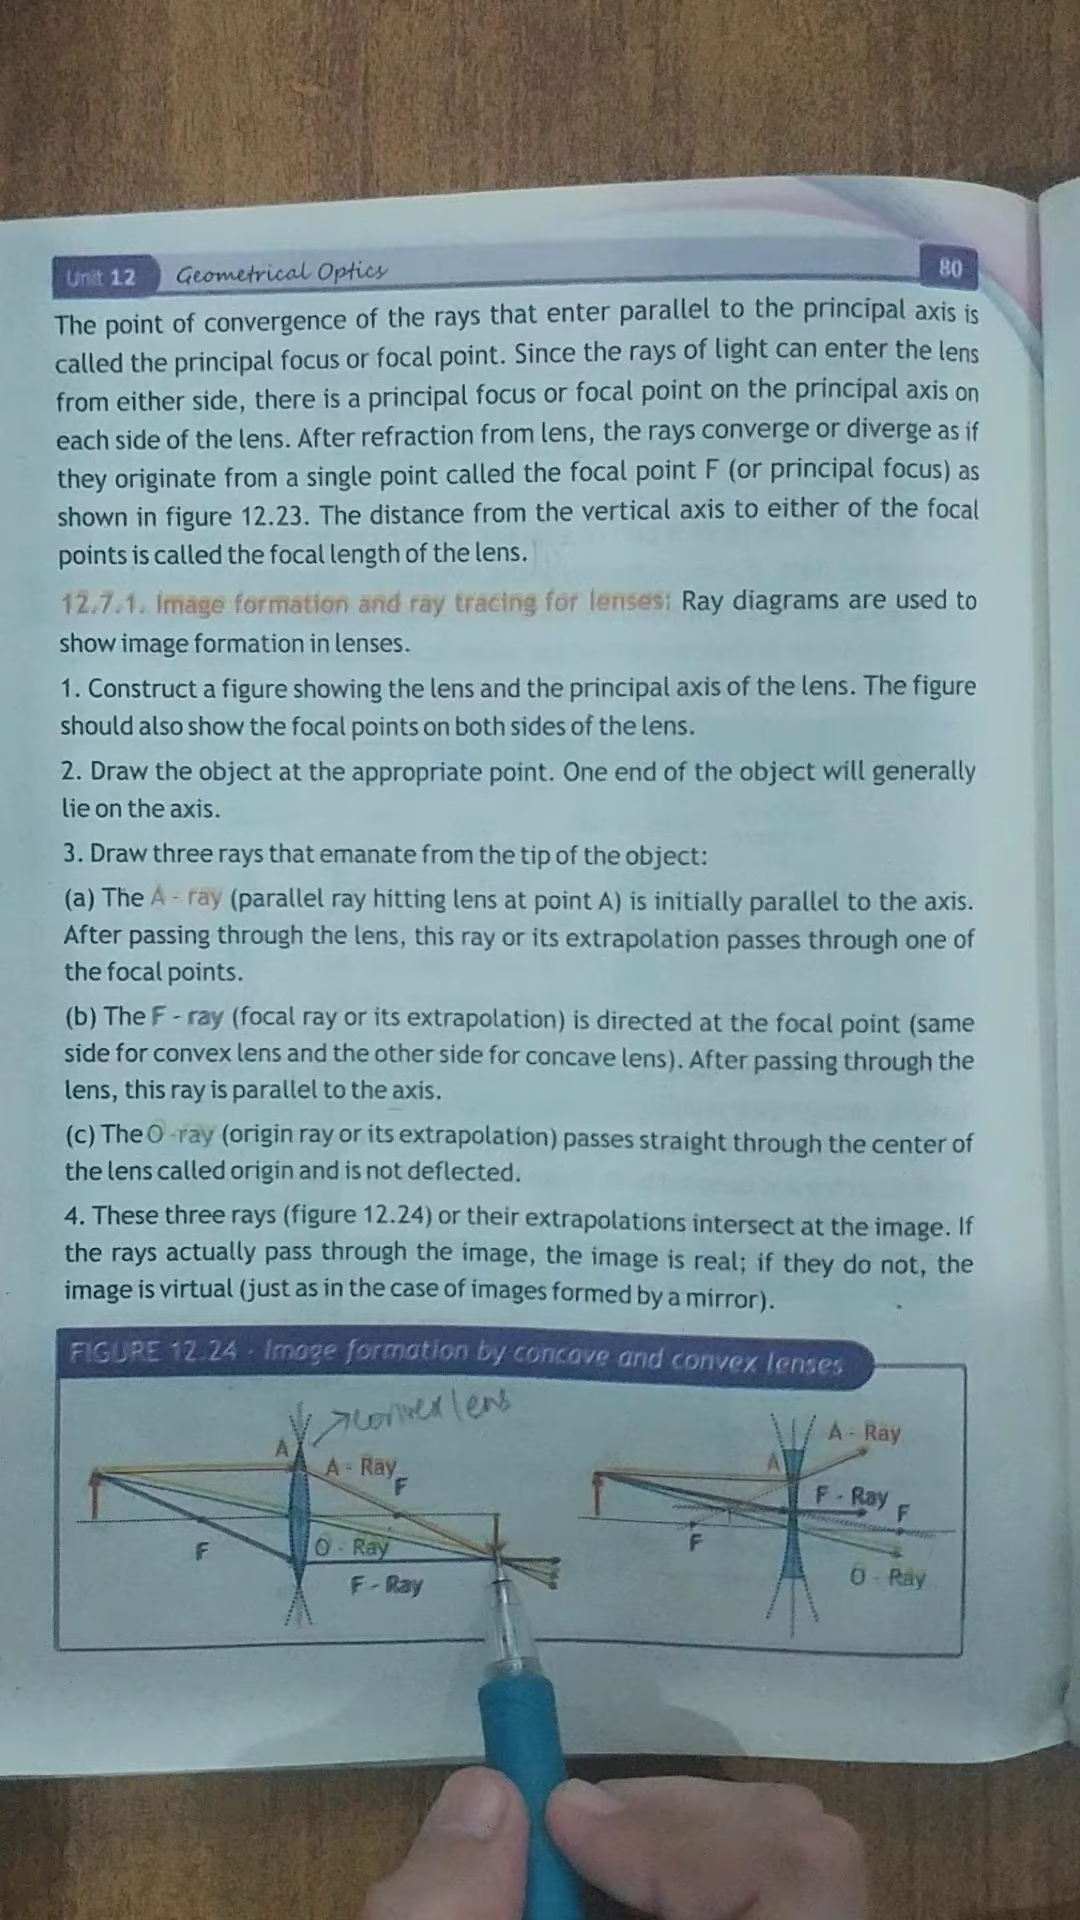 Unit 12 Geometrical Optics 80
The point of convergence of the rays that enter parallel to the principal axis is
called the principal focus or focal point. Since the rays of light can enter the lens
from either side, there is a principal focus or focal point on the principal axis on
each side of the lens. After refraction from lens, the rays converge or diverge as if
they originate from a single point called the focal point F (or principal focus) as
shown in figure 12.23. The distance from the vertical axis to either of the focal
points is called the focal length of the lens.
12.7.1. Image formation and ray tracing for lenses: Ray diagrams are used to
show image formation in lenses.
1. Construct a figure showing the lens and the principal axis of the lens. The figure
should also show the focal points on both sides of the lens.
2. Draw the object at the appropriate point. One end of the object will generally
lie on the axis.
3. Draw three rays that emanate from the tip of the object:
(a) The A - ray (parallel ray hitting lens at point A) is initially parallel to the axis.
After passing through the lens, this ray or its extrapolation passes through one of
the focal points.
(b) The F - ray (focal ray or its extrapolation) is directed at the focal point (same
side for convex lens and the other side for concave lens). After passing through the
lens, this ray is parallel to the axis.
(c) The O -ray (origin ray or its extrapolation) passes straight through the center of
the lens called origin and is not deflected.
4. These three rays (figure 12.24) or their extrapolations intersect at the image. If
the rays actually pass through the image, the image is real; if they do not, the
image is virtual (just as in the case of images formed by a mirror).
FIGURE 12.24 - Image formation by concave and convex lenses
convex lens
A
A - Ray
F
F
O - Ray
F - Ray
A - Ray
A
F - Ray
F
F
O - Ray